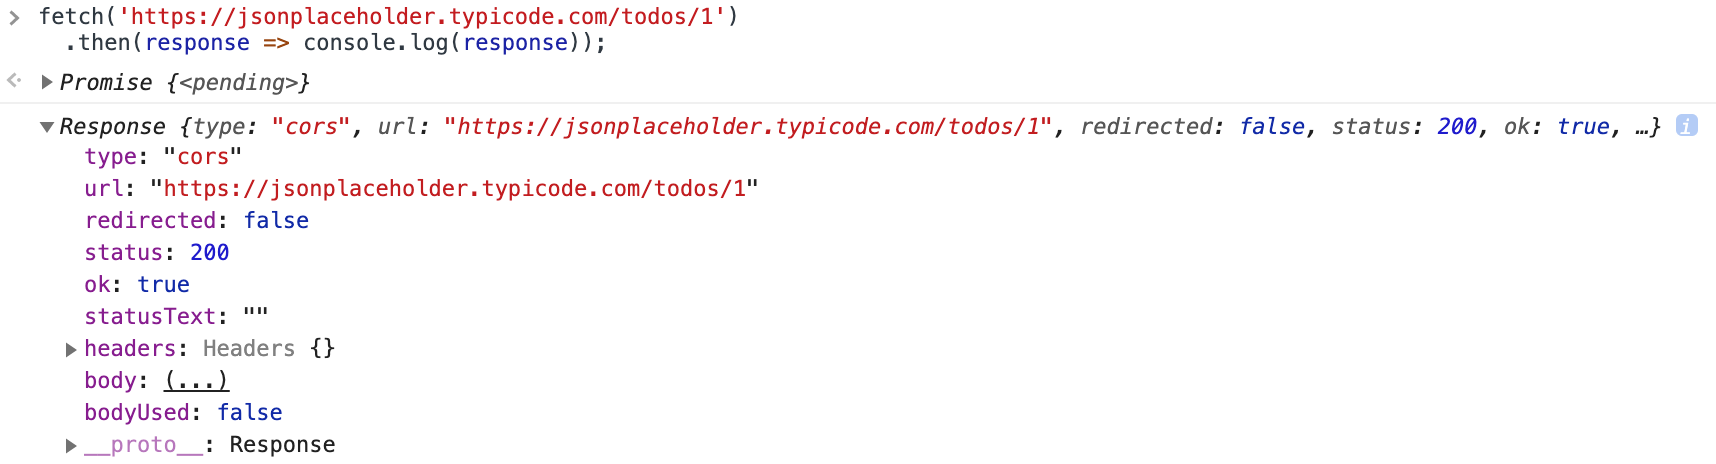 fetch('https://jsonplaceholder.typicode.com/todos/1')
.then(response => console.log(response));
Promise {<pending>}
Response {type: "cors", url: "https://jsonplaceholder.typicode.com/todos/1", redirected: false, status: 200, ok: true, …}
type: "cors"
url: "https://jsonplaceholder.typicode.com/todos/1"
redirected: false
status: 200
ok: true
statusText: ""
headers: Headers {}
body: (...)
bodyUsed: false
__proto__: Response